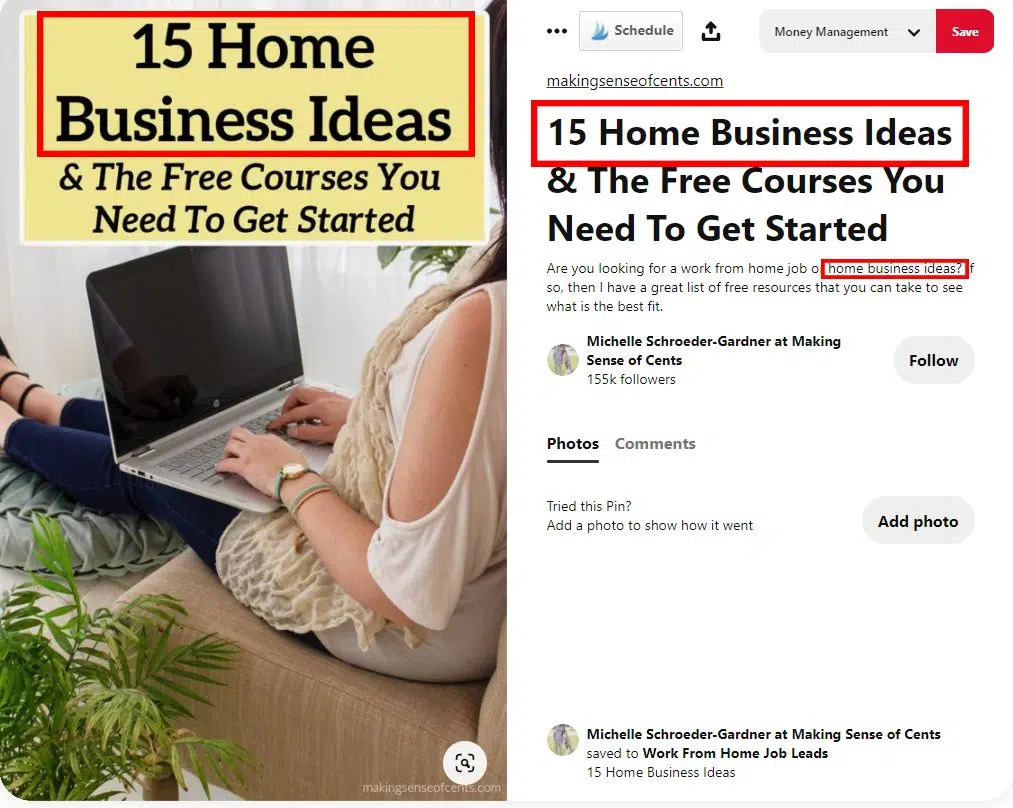 15 Home
Business Ideas
& The Free Courses You
Need To Get Started
makingsenseofcents.com
Schedule
Money Management
Save
makingsenseofcents.com
15 Home Business Ideas
& The Free Courses You
Need To Get Started
Are you looking for a work from home job o home business ideas? f
so, then I have a great list of free resources that you can take to see
what is the best fit.
Michelle Schroeder-Gardner at Making
Sense of Cents
155k followers
Follow
Photos
Comments
Tried this Pin?
Add a photo to show how it went
Add photo
Michelle Schroeder-Gardner at Making Sense of Cents
saved to Work From Home Job Leads
15 Home Business Ideas